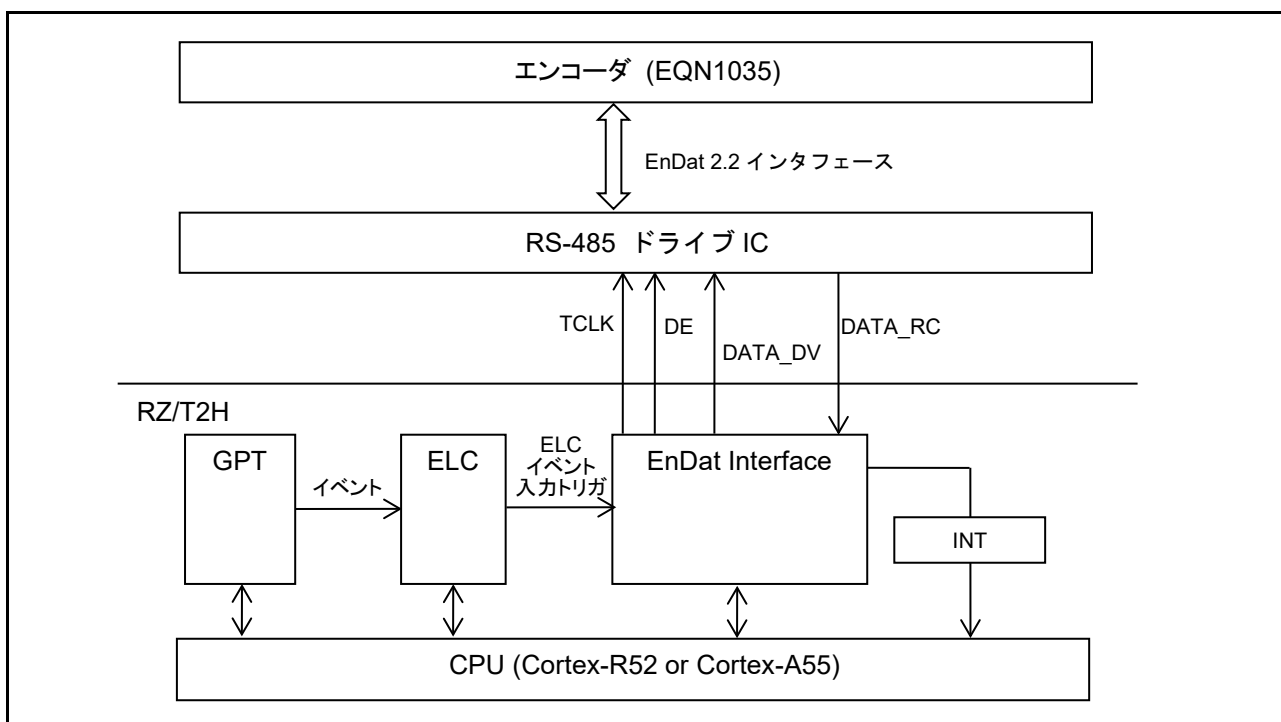 エンコーダ (EQN1035)
EnDat 2.2 インタフェース
RS-485 ドライブ IC
TCLK
DE
DATA_DV
DATA_RC
RZ/T2H
GPT
イベント
ELC
ELC
イベント
入力トリガ
EnDat Interface
INT
CPU (Cortex-R52 or Cortex-A55)